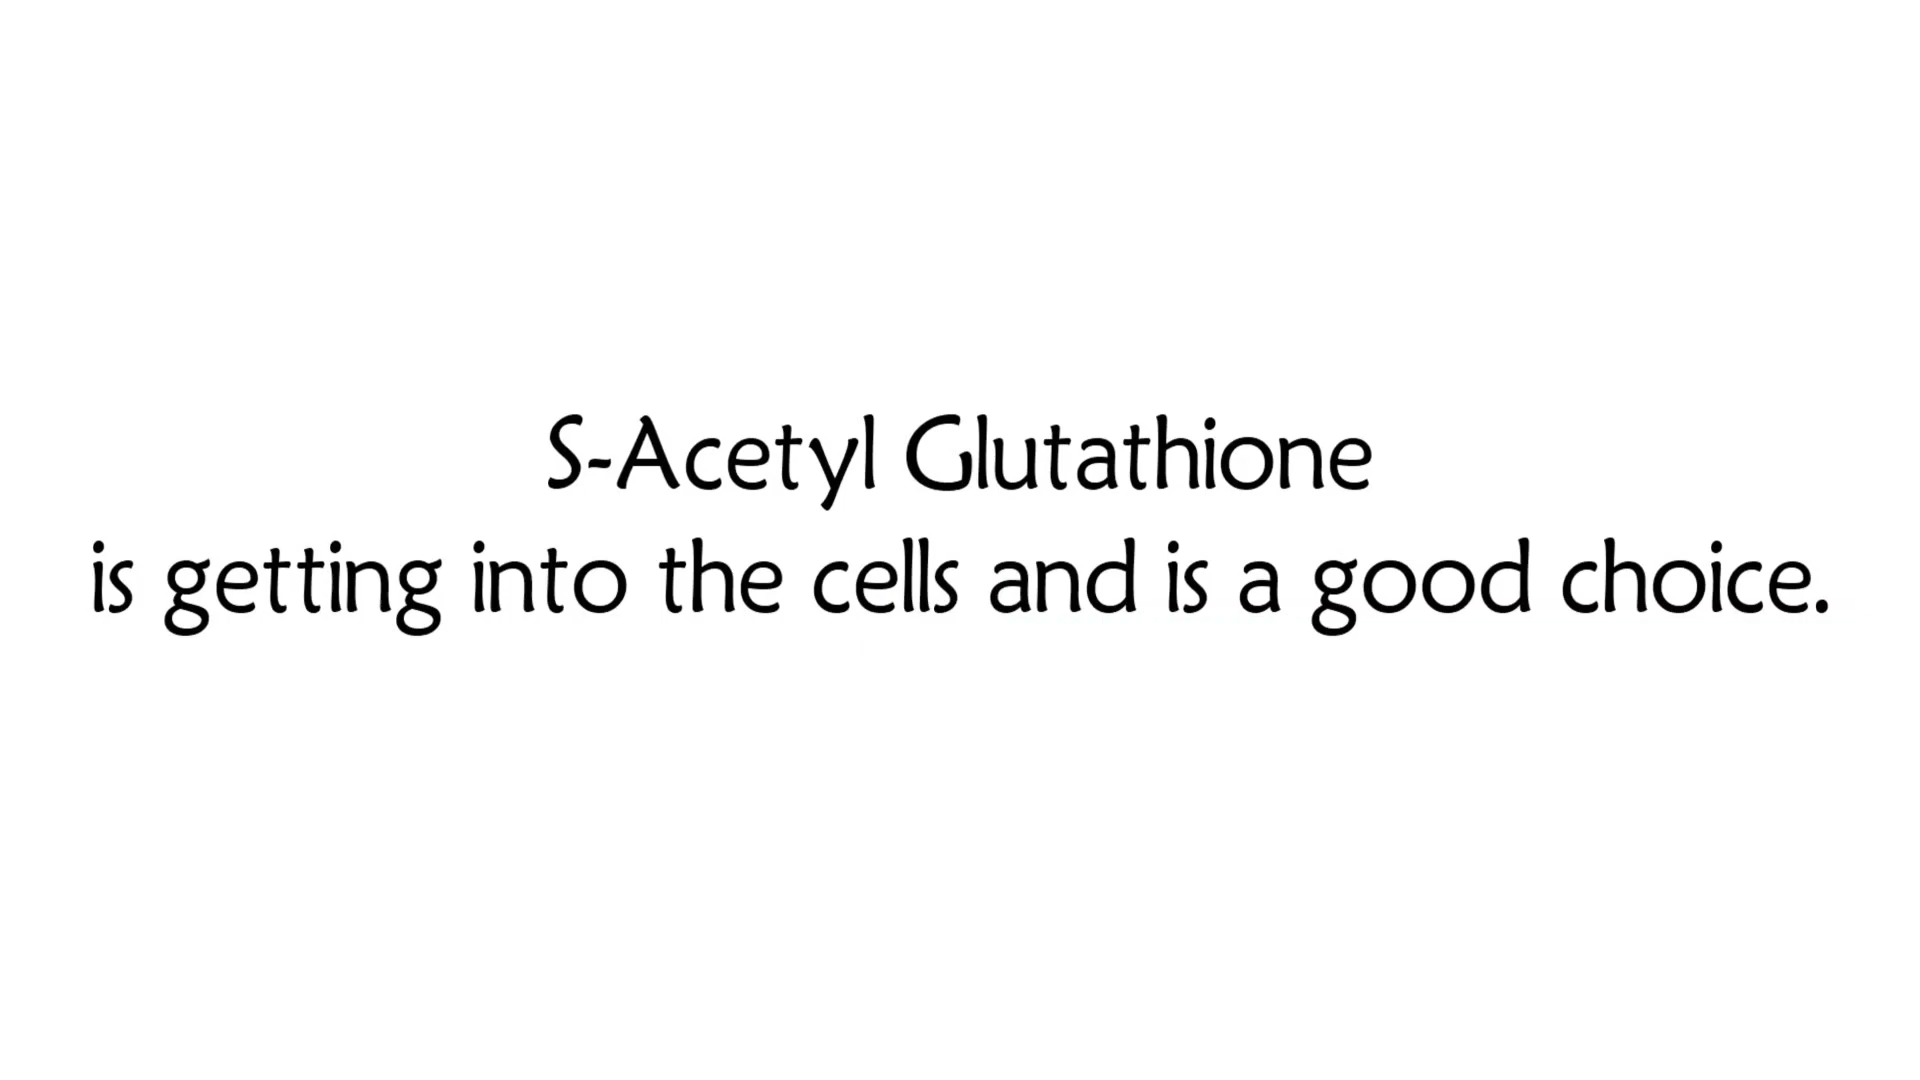 S-Acetyl Glutathione
is getting into the cells and is a good choice.